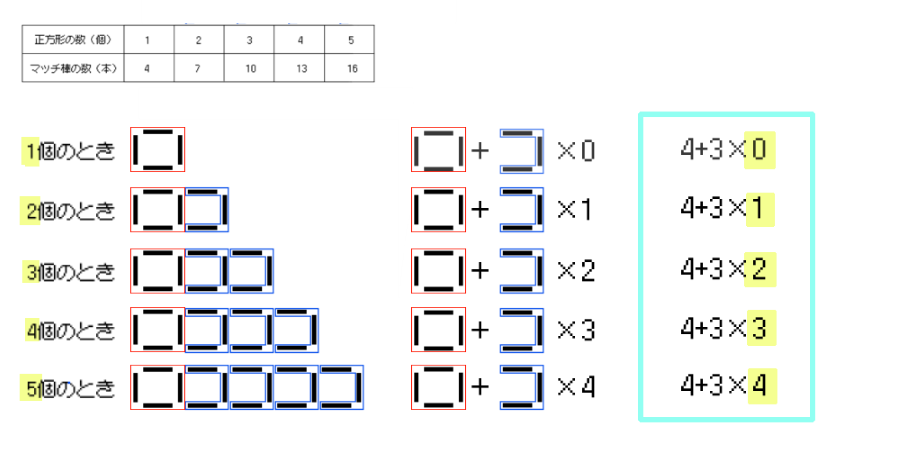 正方形の数（個） 1 2 3 4 5
マッチ棒の数（本） 4 7 10 13 16
1個のとき + ×0 4+3×0
2個のとき + ×1 4+3×1
3個のとき + ×2 4+3×2
4個のとき + ×3 4+3×3
5個のとき + ×4 4+3×4